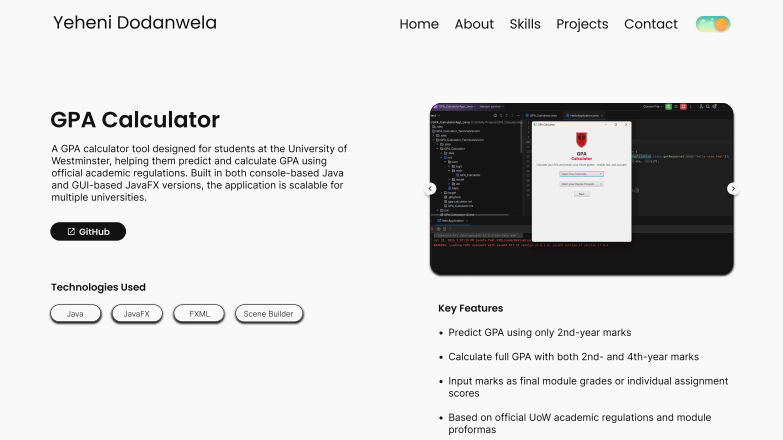 Yeheni Dodanwela
Home About Skills Projects Contact
GPA Calculator
A GPA calculator tool designed for students at the University of
Westminster, helping them predict and calculate GPA using
official academic regulations. Built in both console-based Java
and GUI-based JavaFX versions, the application is scalable for
multiple universities.
GitHub
Technologies Used
Java JavaFX FXML Scene Builder
GPA
Calculator
Key Features
• Predict GPA using only 2nd-year marks
• Calculate full GPA with both 2nd- and 4th-year marks
• Input marks as final module grades or individual assignment
scores
• Based on official UoW academic regulations and module
proformas